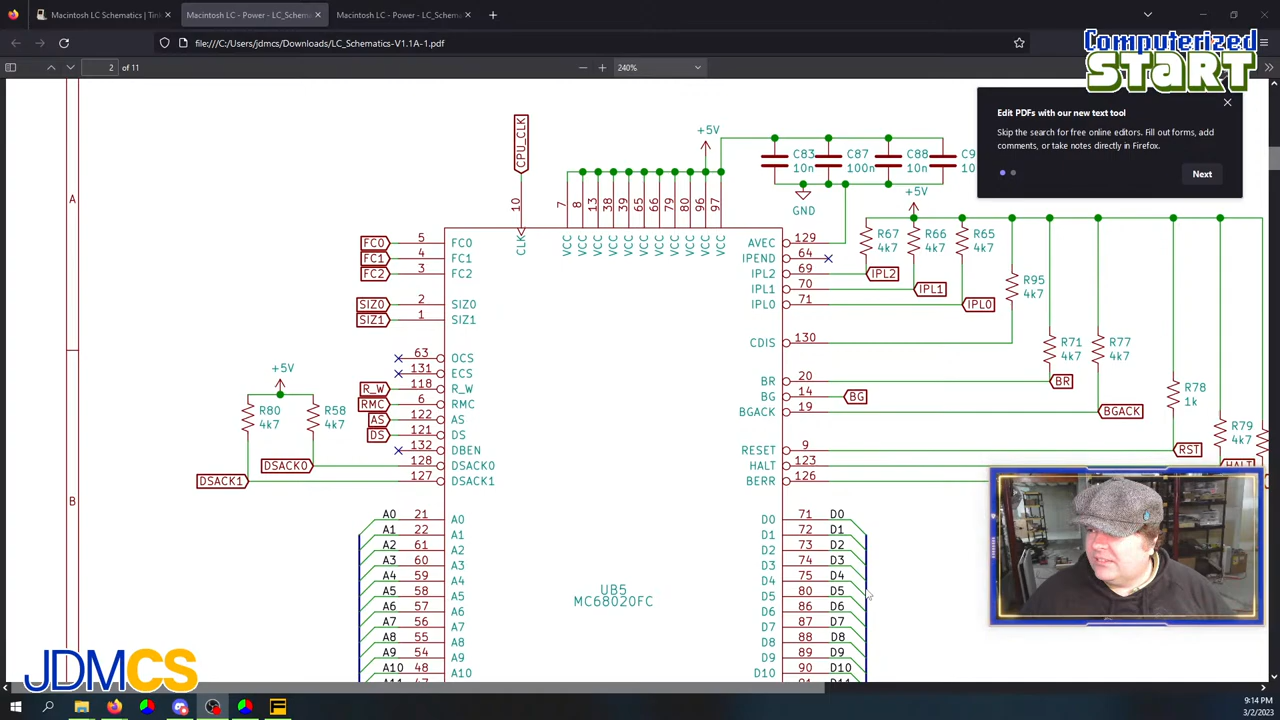 Macintosh LC Schematics | Tin
Macintosh LC - Power - LC_Schem
Macintosh LC - Power - LC_Schema
file:///C:/Users/jdmcs/Downloads/LC_Schematics-V1.1A-1.pdf
2 of 11
240%
Computerized
START
Edit PDFs with our new text tool
Skip the search for free online editors. Fill out forms, add
comments, or take notes directly in Firefox.
Next
A
B
CPU_CLK
+5V
C83
10n
C87
100n
C88
10n
C9
10n
GND
+5V
10
7 8 13 38 39 65 66 79 80 96 97
CLK
VCC VCC VCC VCC VCC VCC VCC VCC VCC VCC VCC
FC0 5 FC0
FC1 4 FC1
FC2 3 FC2
SIZ0 2 SIZ0
SIZ1 1 SIZ1
63 OCS
131 ECS
R_W 118 R_W
RMC 6 RMC
AS 122 AS
DS 121 DS
132 DBEN
DSACK0 128 DSACK0
DSACK1 127 DSACK1
+5V
R80
4k7
R58
4k7
AVEC 129
IPEND 64
IPL2 69 IPL2
IPL1 70 IPL1
IPL0 71 IPL0
CDIS 130
BR 20 BR
BG 14 BG
BGACK 19 BGACK
RESET 9 RST
HALT 123 HALT
BERR 126
R67
4k7
R66
4k7
R65
4k7
R95
4k7
R71
4k7
R77
4k7
R78
1k
R79
4k7
A0 21 A0
A1 22 A1
A2 61 A2
A3 60 A3
A4 59 A4
A5 58 A5
A6 57 A6
A7 56 A7
A8 55 A8
A9 54 A9
A10 48 A10
UB5
MC68020FC
D0 71 D0
D1 72 D1
D2 73 D2
D3 74 D3
D4 75 D4
D5 80 D5
D6 86 D6
D7 87 D7
D8 88 D8
D9 89 D9
D10 90 D10
JDMCS
9:14 PM
3/2/2023